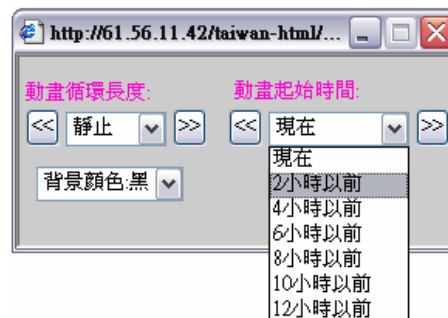 http://61.56.11.42/taiwan-html/...
動畫循環長度:
動畫起始時間:
<< 靜止 >>
<< 現在 >>
背景顏色:黑
現在
2小時以前
4小時以前
6小時以前
8小時以前
10小時以前
12小時以前